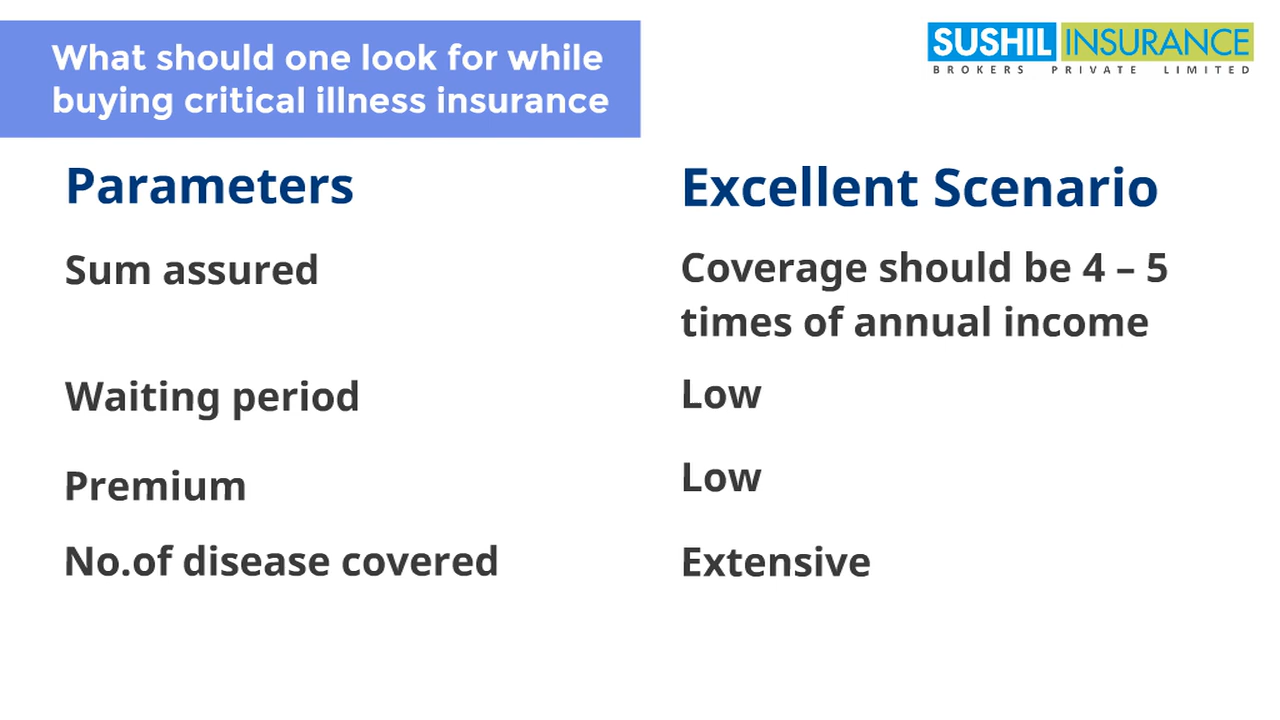 What should one look for while
buying critical illness insurance
SUSHIL INSURANCE
BROKERS PRIVATE LIMITED
Parameters
Excellent Scenario
Sum assured
Coverage should be 4 – 5
times of annual income
Waiting period
Low
Premium
Low
No.of disease covered
Extensive